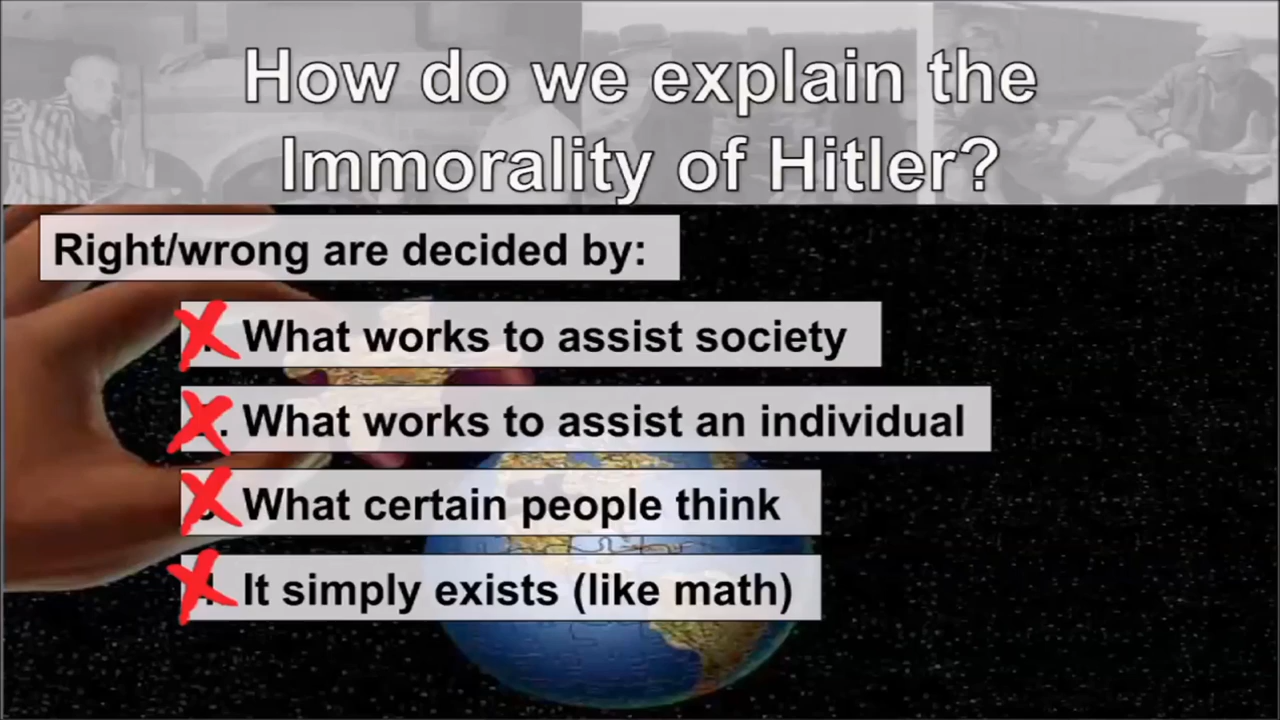 How do we explain the
Immorality of Hitler?
Right/wrong are decided by:
What works to assist society
What works to assist an individual
What certain people think
It simply exists (like math)